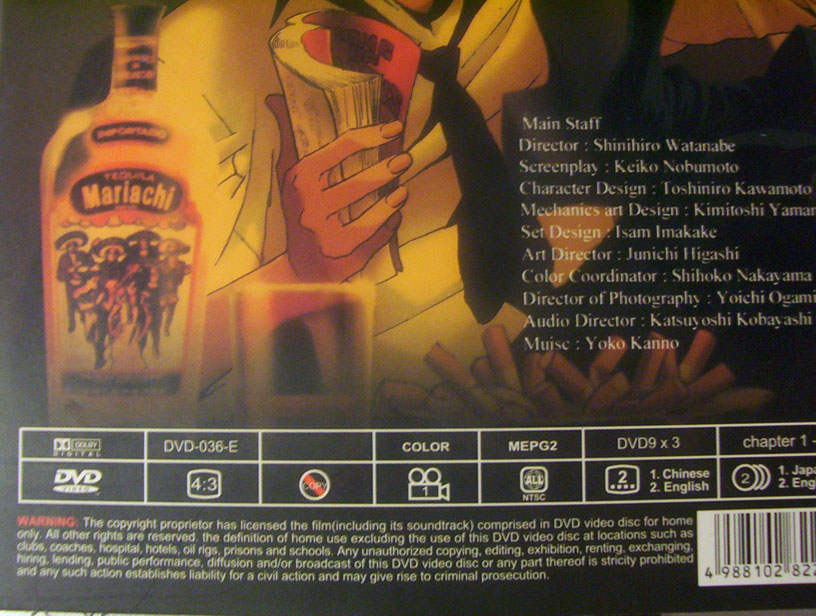 IMPORTADO
TEQUILA
Mariachi
Main Staff
Director : Shinihiro Watanabe
Screenplay : Keiko Nobumoto
Character Design : Toshiniro Kawamoto
Mechanics art Design : Kimitoshi Yaman
Set Design : Isam Imakake
Art Director : Junichi Higashi
Color Coordinator : Shihoko Nakayama
Director of Photography : Yoichi Ogami
Audio Director : Katsuyoshi Kobayashi
Muisc : Yoko Kanno
DOLBY DIGITAL DVD-036-E COLOR MEPG2 DVD9 x 3 chapter 1 -
DVD VIDEO 4:3 COPY 1 ALL NTSC 2 1. Chinese 2 1. Japa
2. English 2. Eng
WARNING: The copyright proprietor has licensed the film(including its soundtrack) comprised in DVD video disc for home
only. All other rights are reserved. the definition of home use excluding the use of this DVD video disc at locations such as
clubs, coaches, hospital, hotels, oil rigs, prisons and schools. Any unauthorized copying, editing, exhibition, renting, exchanging,
hiring, lending, public performance, diffusion and/or broadcast of this DVD video disc or any part thereof is strictly prohibited
and any such action establishes liability for a civil action and may give rise to criminal prosecution.
4 988102 822